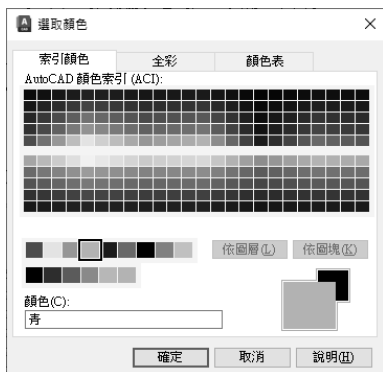 選取顏色
索引顏色 全彩 顏色表
AutoCAD 顏色索引 (ACI):
依圖層(L) 依圖塊(K)
顏色(C):
青
確定 取消 說明(H)